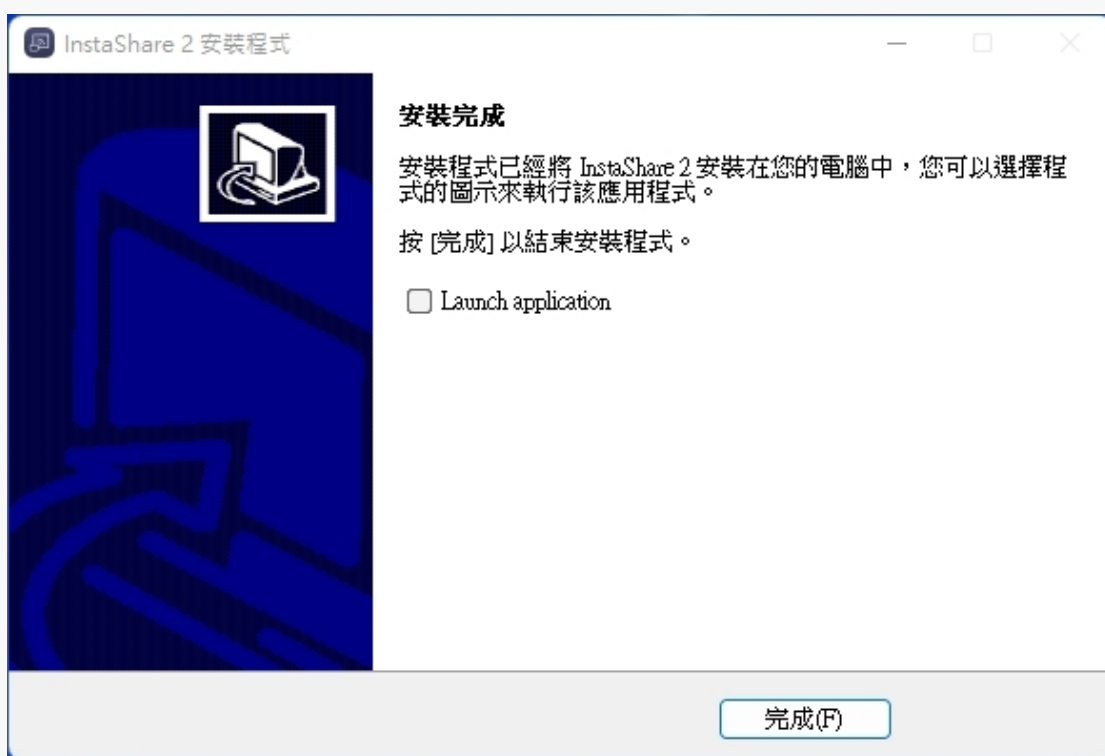 InstaShare 2 安裝程式
安裝完成
安裝程式已經將 InstaShare 2 安裝在您的電腦中，您可以選擇程
式的圖示來執行該應用程式。
按 [完成] 以結束安裝程式。
Launch application
完成(F)